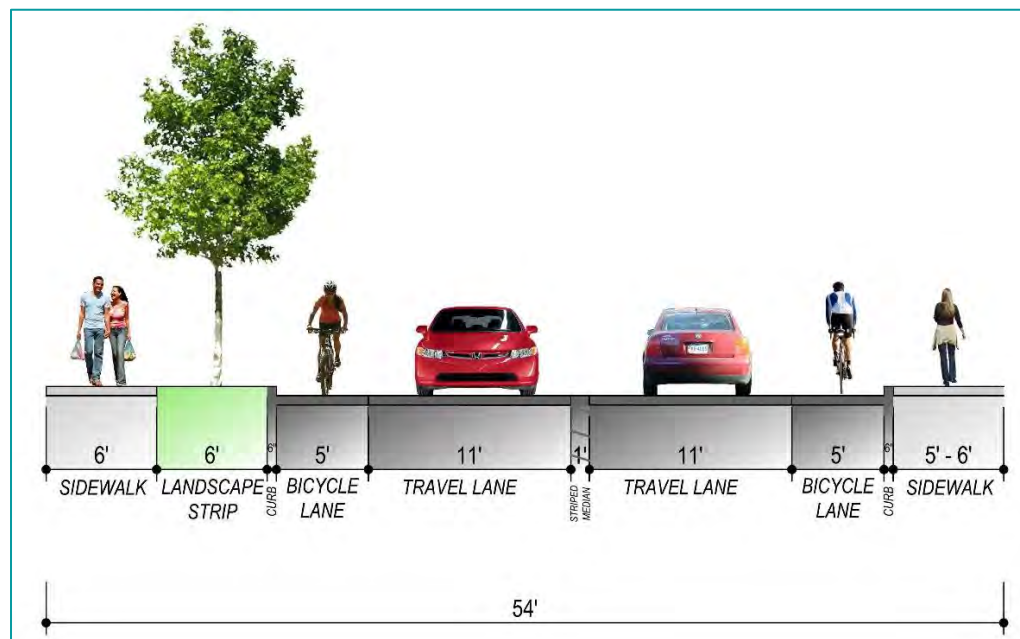 6' 6' 6" 5' 11' 1' 11' 5' 6" 5' - 6'
SIDEWALK LANDSCAPE STRIP CURB BICYCLE LANE TRAVEL LANE STRIPED MEDIAN TRAVEL LANE BICYCLE LANE CURB SIDEWALK
54'